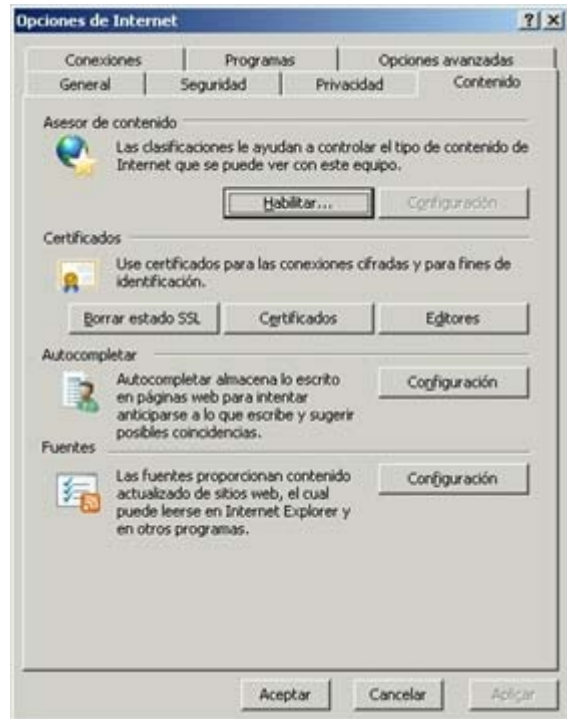 Opciones de Internet
Conexiones Programas Opciones avanzadas
General Seguridad Privacidad Contenido
Asesor de contenido
Las clasificaciones le ayudan a controlar el tipo de contenido de
Internet que se puede ver con este equipo.
Habilitar... Configuración
Certificados
Use certificados para las conexiones cifradas y para fines de
identificación.
Borrar estado SSL Certificados Editores
Autocompletar
Autocompletar almacena lo escrito
en páginas web para intentar
anticiparse a lo que escribe y sugerir
posibles coincidencias.
Configuración
Fuentes
Las fuentes proporcionan contenido
actualizado de sitios web, el cual
puede leerse en Internet Explorer y
en otros programas.
Configuración
Aceptar Cancelar Aplicar